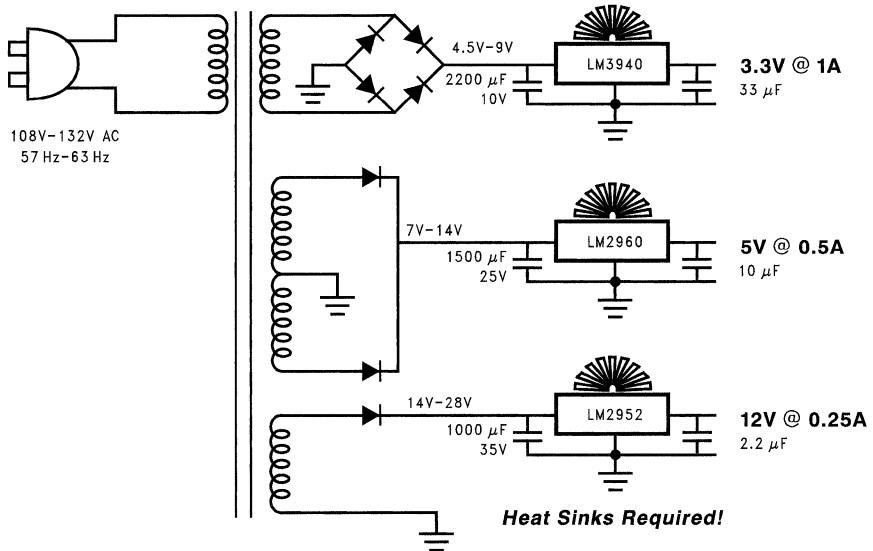 108V–132V AC
57 Hz–63 Hz
4.5V–9V
2200 μF
10V
LM3940
3.3V @ 1A
33 μF
7V–14V
1500 μF
25V
LM2960
5V @ 0.5A
10 μF
14V–28V
1000 μF
35V
LM2952
12V @ 0.25A
2.2 μF
Heat Sinks Required!